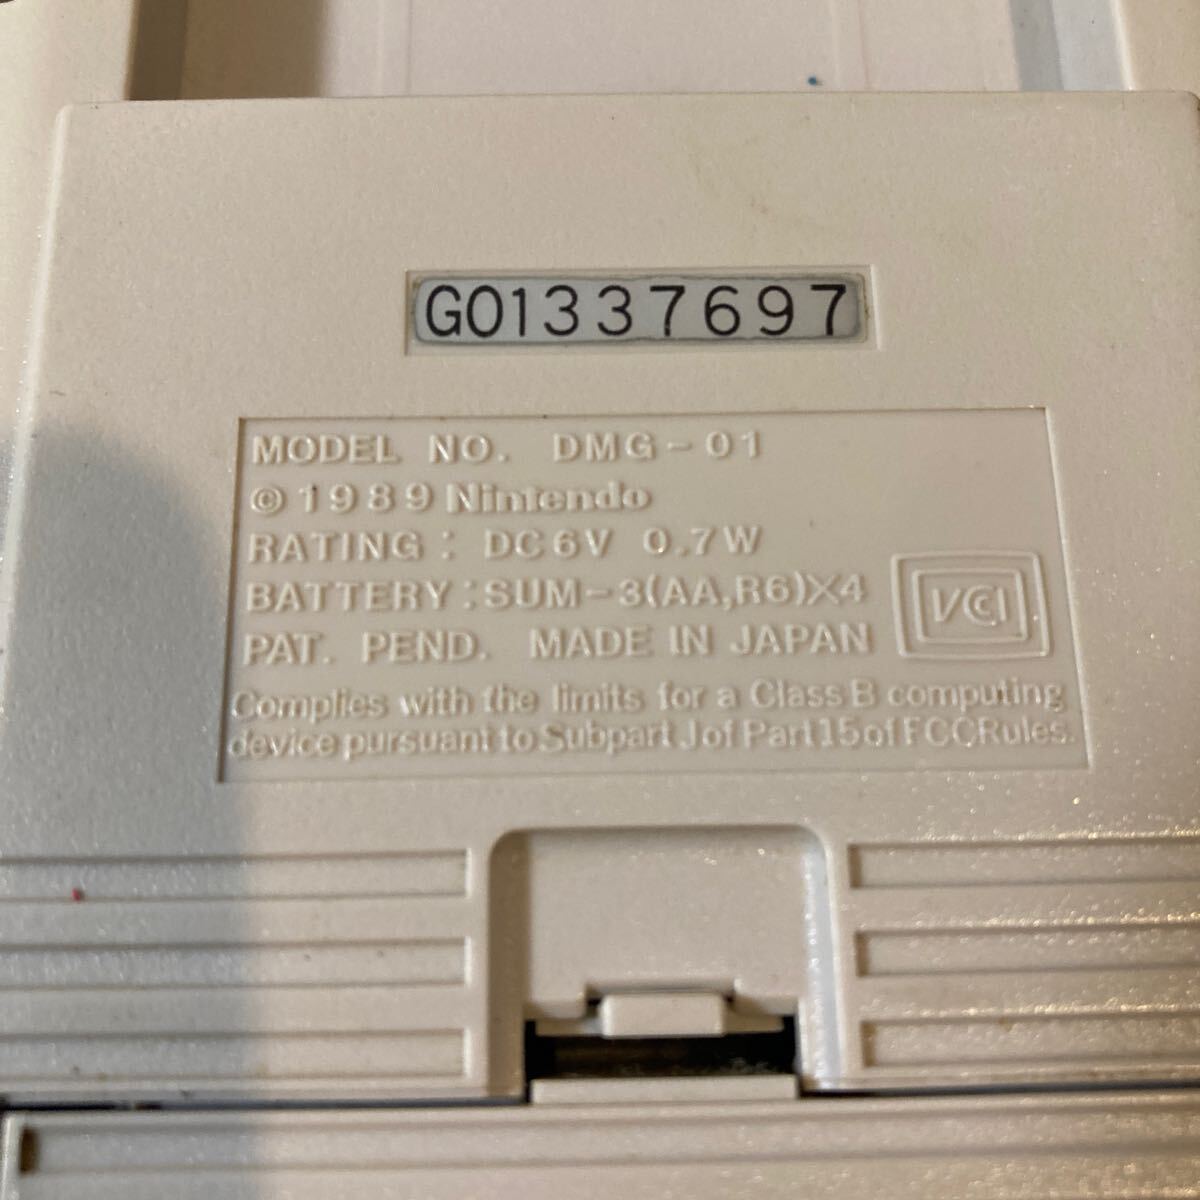 G01337697
MODEL NO. DMG-01
©1989 Nintendo
RATING: DC6V 0.7W
BATTERY:SUM-3(AA,R6)X4
PAT. PEND. MADE IN JAPAN
VCCI
Complies with the limits for a Class B computing
device pursuant to Subpart J of Part 15 of FCC Rules.